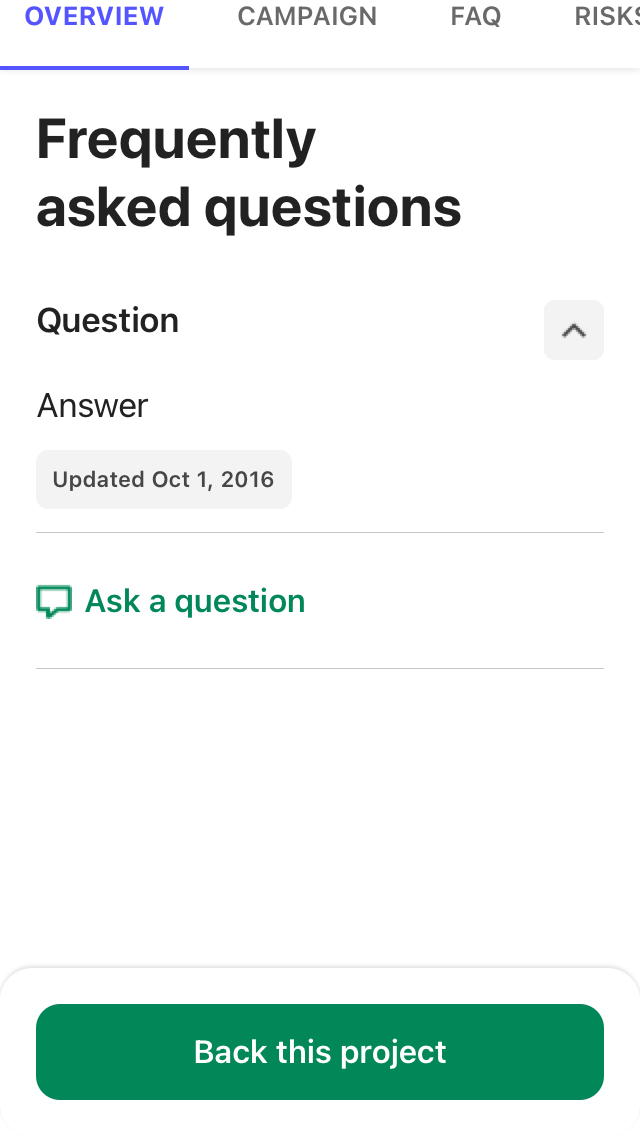 OVERVIEW CAMPAIGN FAQ RISKS
Frequently
asked questions
Question
Answer
Updated Oct 1, 2016
Ask a question
Back this project